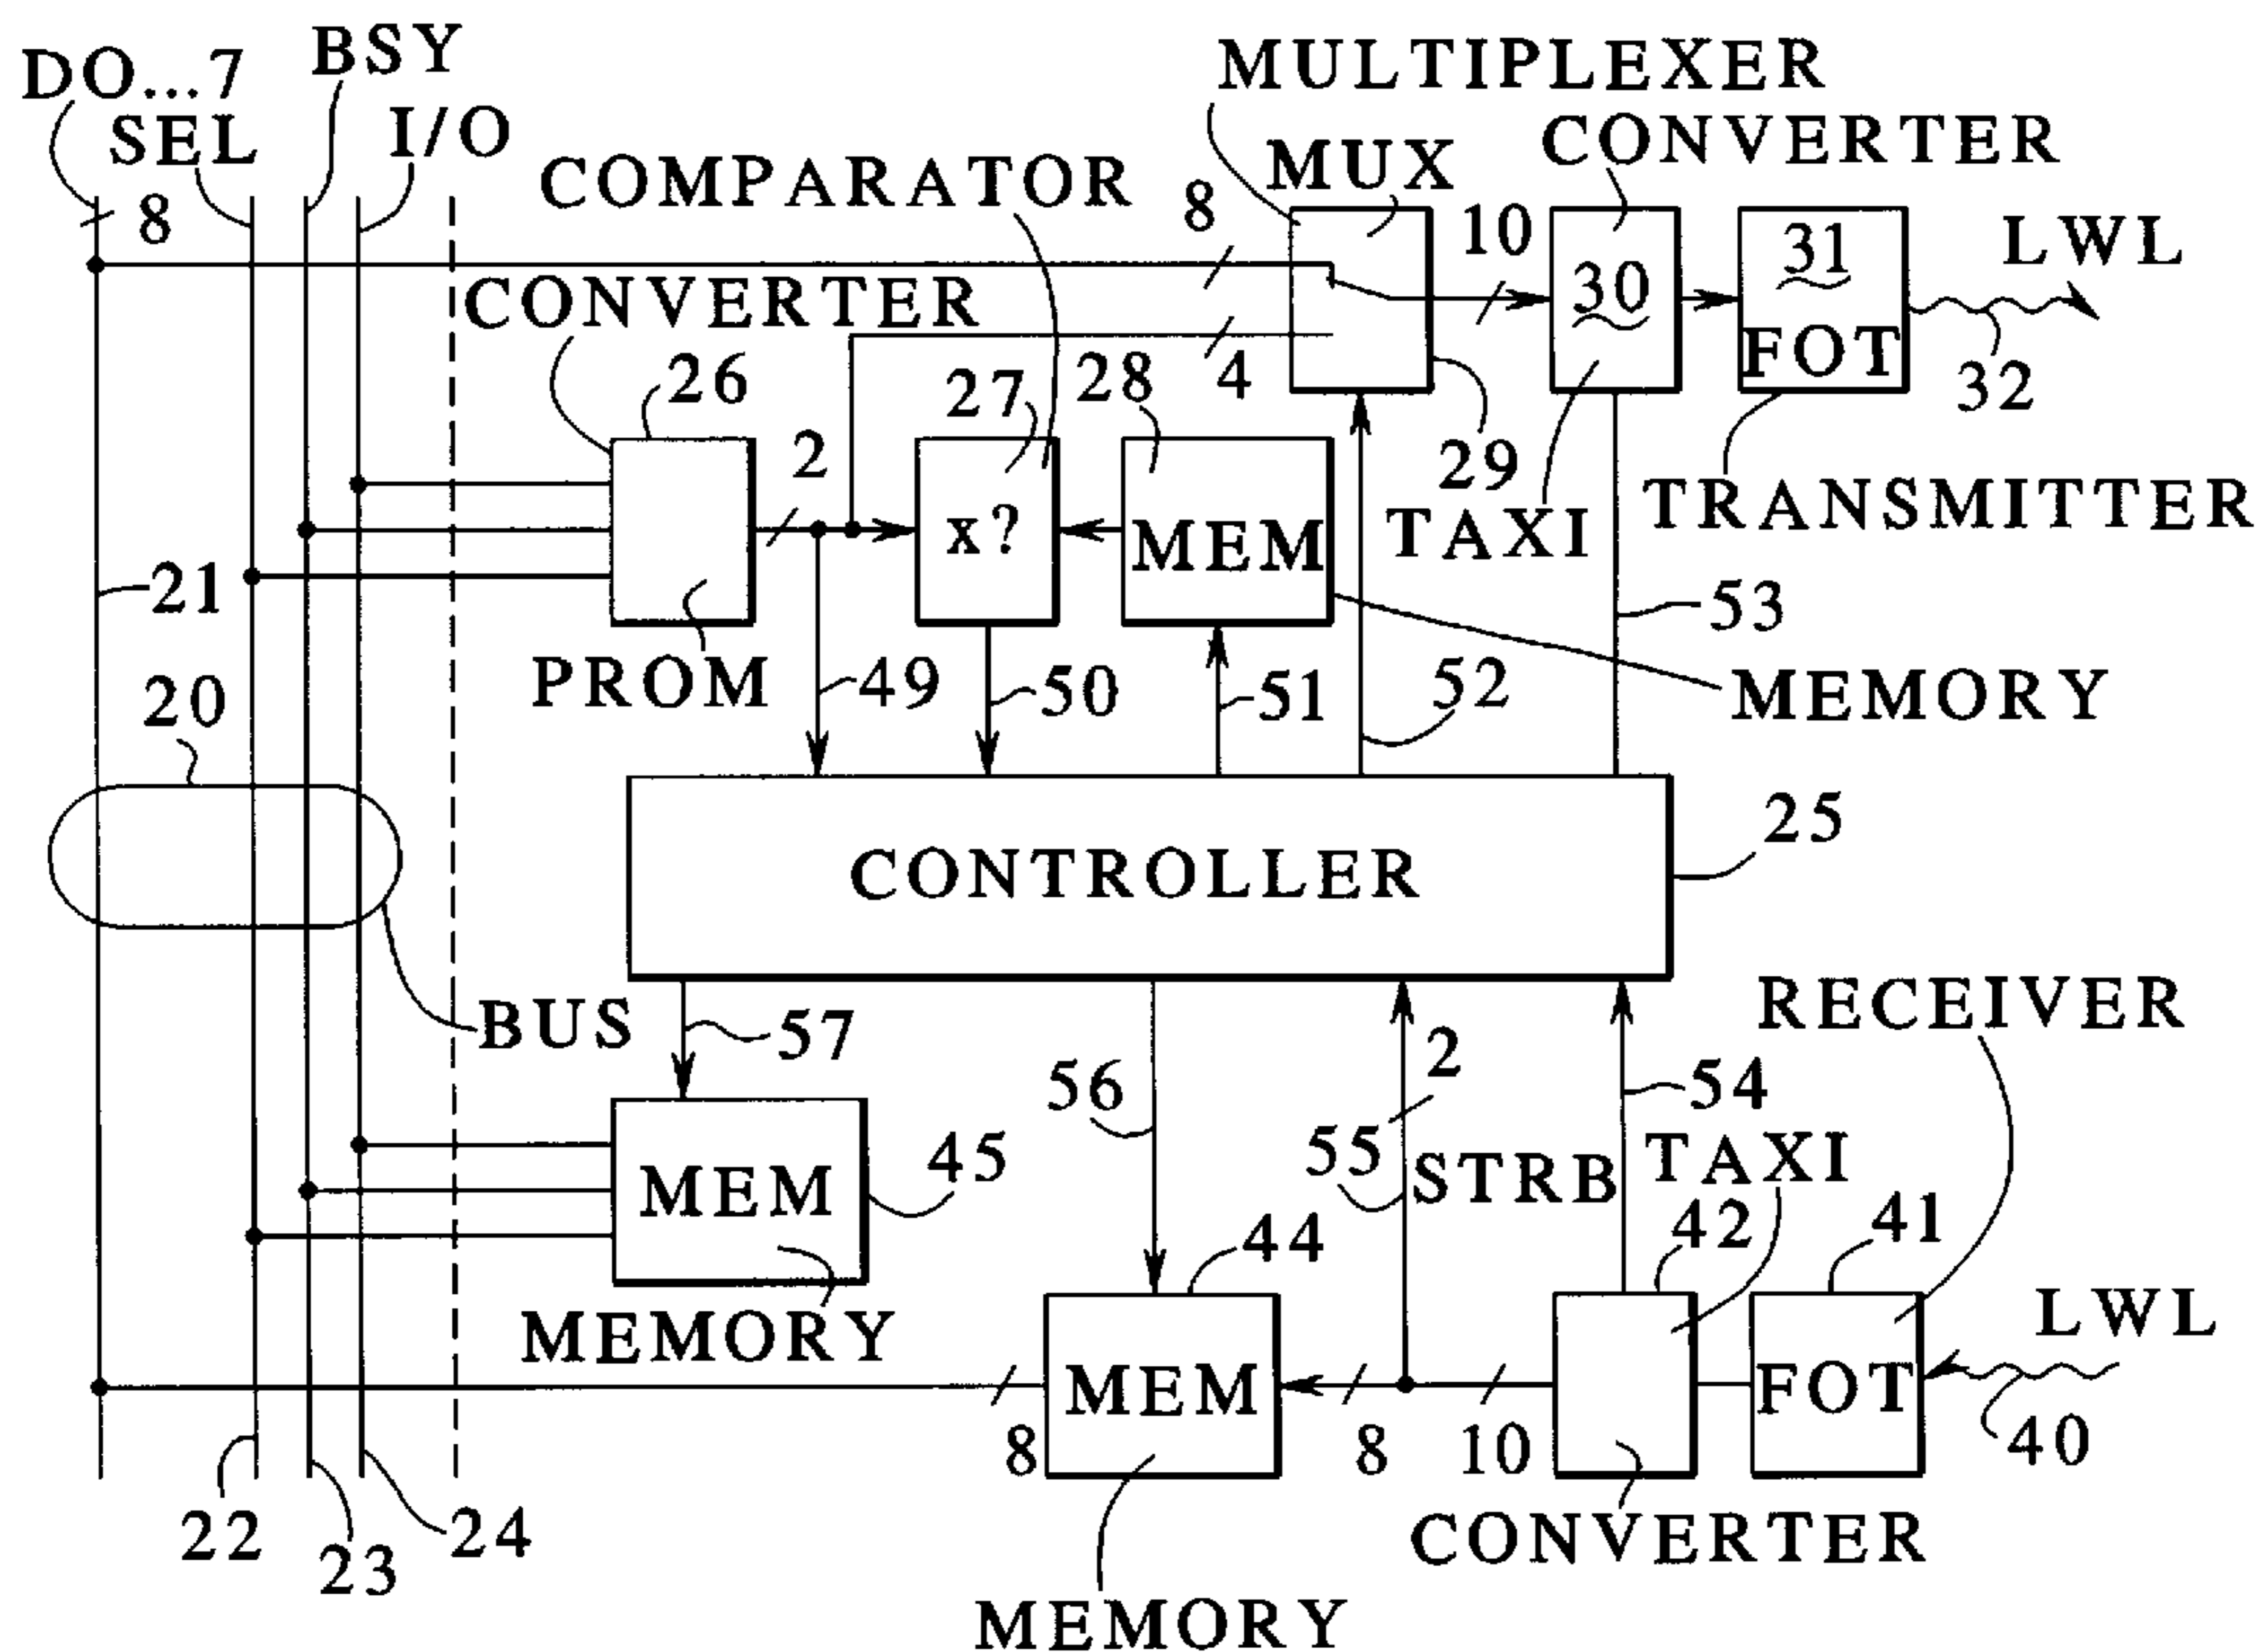 BSY
DO...7
MULTIPLEXER
SEL
I/O
CONVERTER
COMPARATOR
MUX
8
8
10
LWL
31
CONVERTER
30
FOT
26
27
28
4
32
2
29
x?
MEM
TAXI
TRANSMITTER
21
53
PROM
49
50
51
52
MEMORY
20
25
CONTROLLER
RECEIVER
BUS
57
2
56
54
45
55
STRB
TAXI
MEM
44
42
41
MEMORY
LWL
MEM
FOT
8
8
10
40
22
24
23
CONVERTER
MEMORY